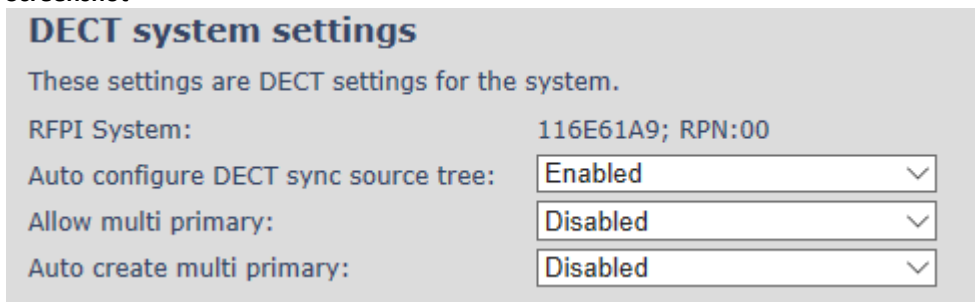 DECT system settings
These settings are DECT settings for the system.
RFPI System: 116E61A9; RPN:00
Auto configure DECT sync source tree: Enabled
Allow multi primary: Disabled
Auto create multi primary: Disabled